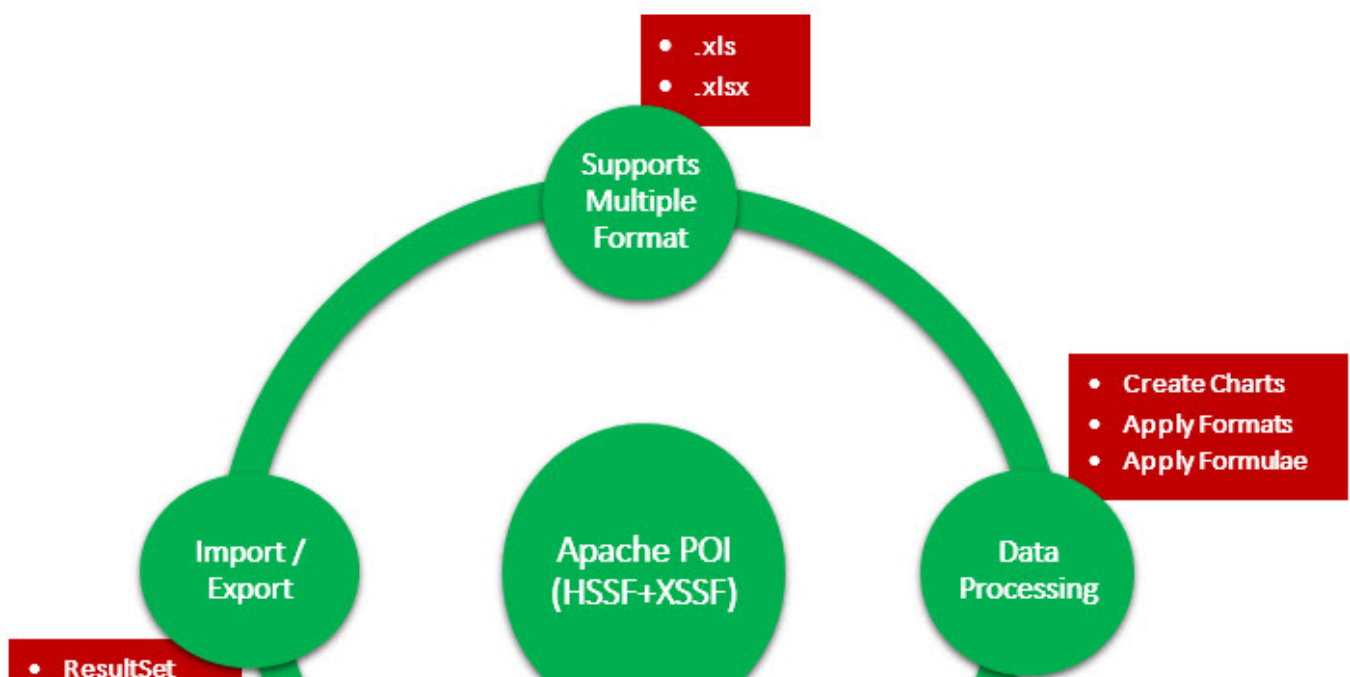 • .xls
• .xlsx
Supports
Multiple
Format
• Create Charts
• Apply Formats
• Apply Formulae
Import /
Export
Apache POI
(HSSF+XSSF)
Data
Processing
• ResultSet